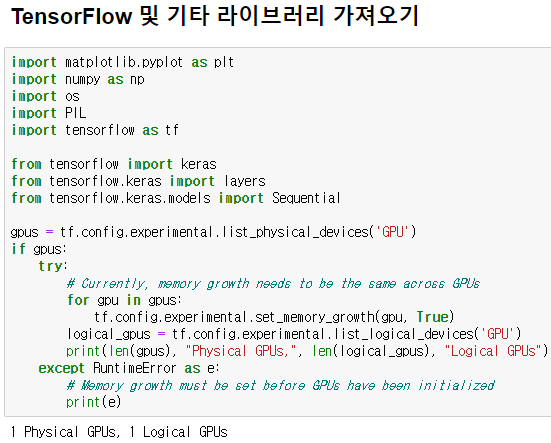 TensorFlow 및 기타 라이브러리 가져오기
import matplotlib.pyplot as plt
import numpy as np
import os
import PIL
import tensorflow as tf
from tensorflow import keras
from tensorflow.keras import layers
from tensorflow.keras.models import Sequential
gpus = tf.config.experimental.list_physical_devices('GPU')
if gpus:
    try:
        # Currently, memory growth needs to be the same across GPUs
        for gpu in gpus:
            tf.config.experimental.set_memory_growth(gpu, True)
        logical_gpus = tf.config.experimental.list_logical_devices('GPU')
        print(len(gpus), "Physical GPUs,", len(logical_gpus), "Logical GPUs")
    except RuntimeError as e:
        # Memory growth must be set before GPUs have been initialized
        print(e)
1 Physical GPUs, 1 Logical GPUs